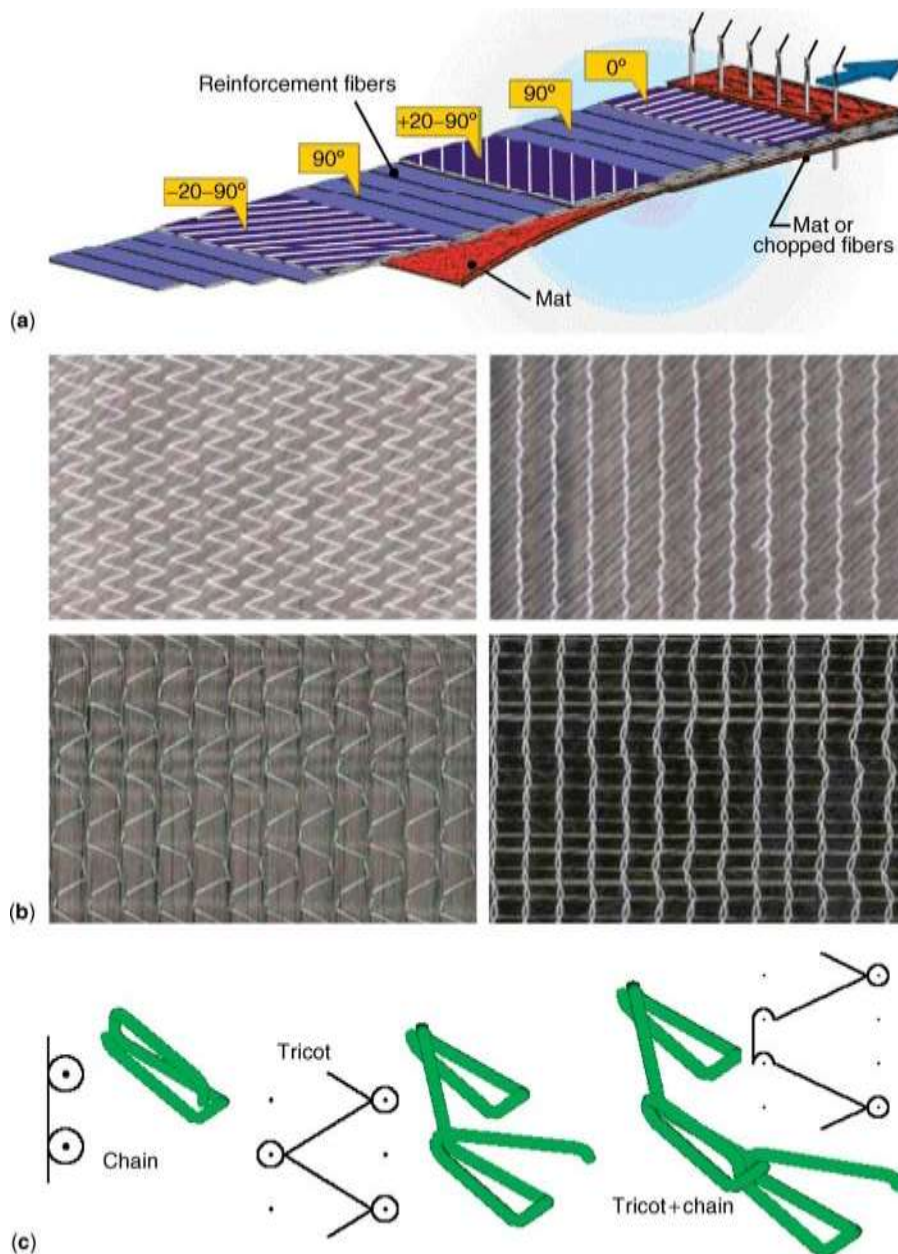 0°
90°
Reinforcement fibers
+20–90°
90°
–20–90°
Mat or
chopped fibers
Mat
(a)
(b)
Tricot
Chain
Tricot+chain
(c)